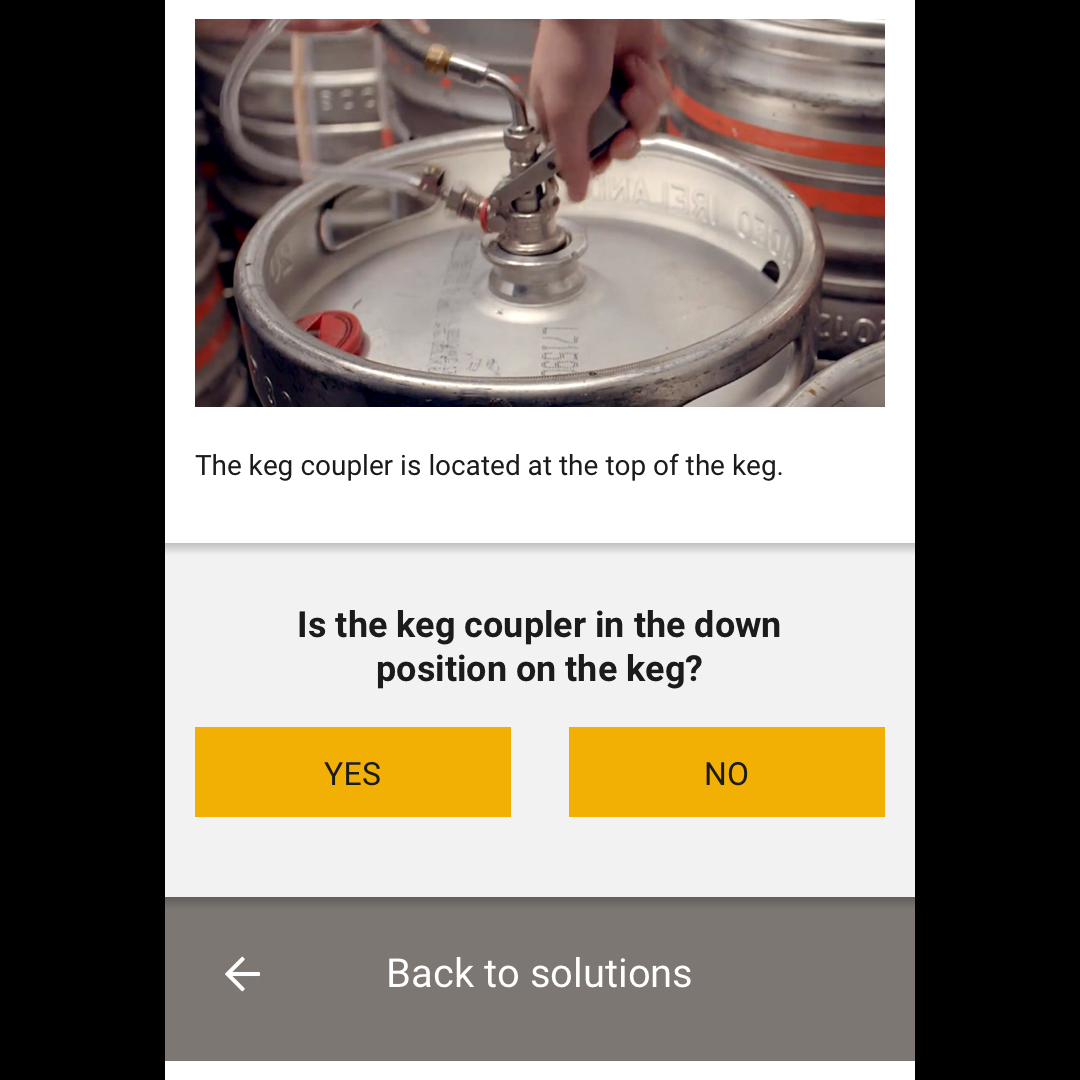 The keg coupler is located at the top of the keg.
Is the keg coupler in the down
position on the keg?
YES
NO
Back to solutions